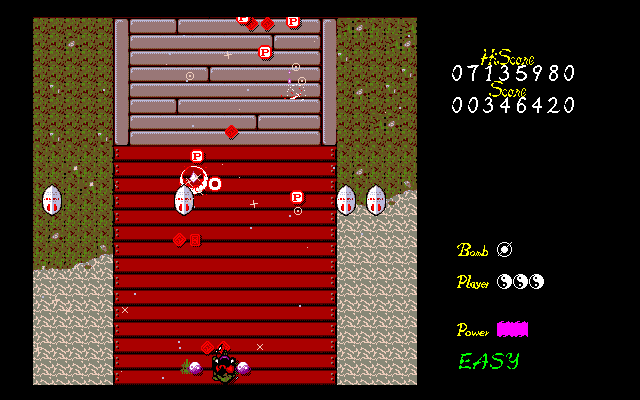 HiScore
07135980
Score
00346420
P
P
P
P
P
Bomb
Player
Power
EASY